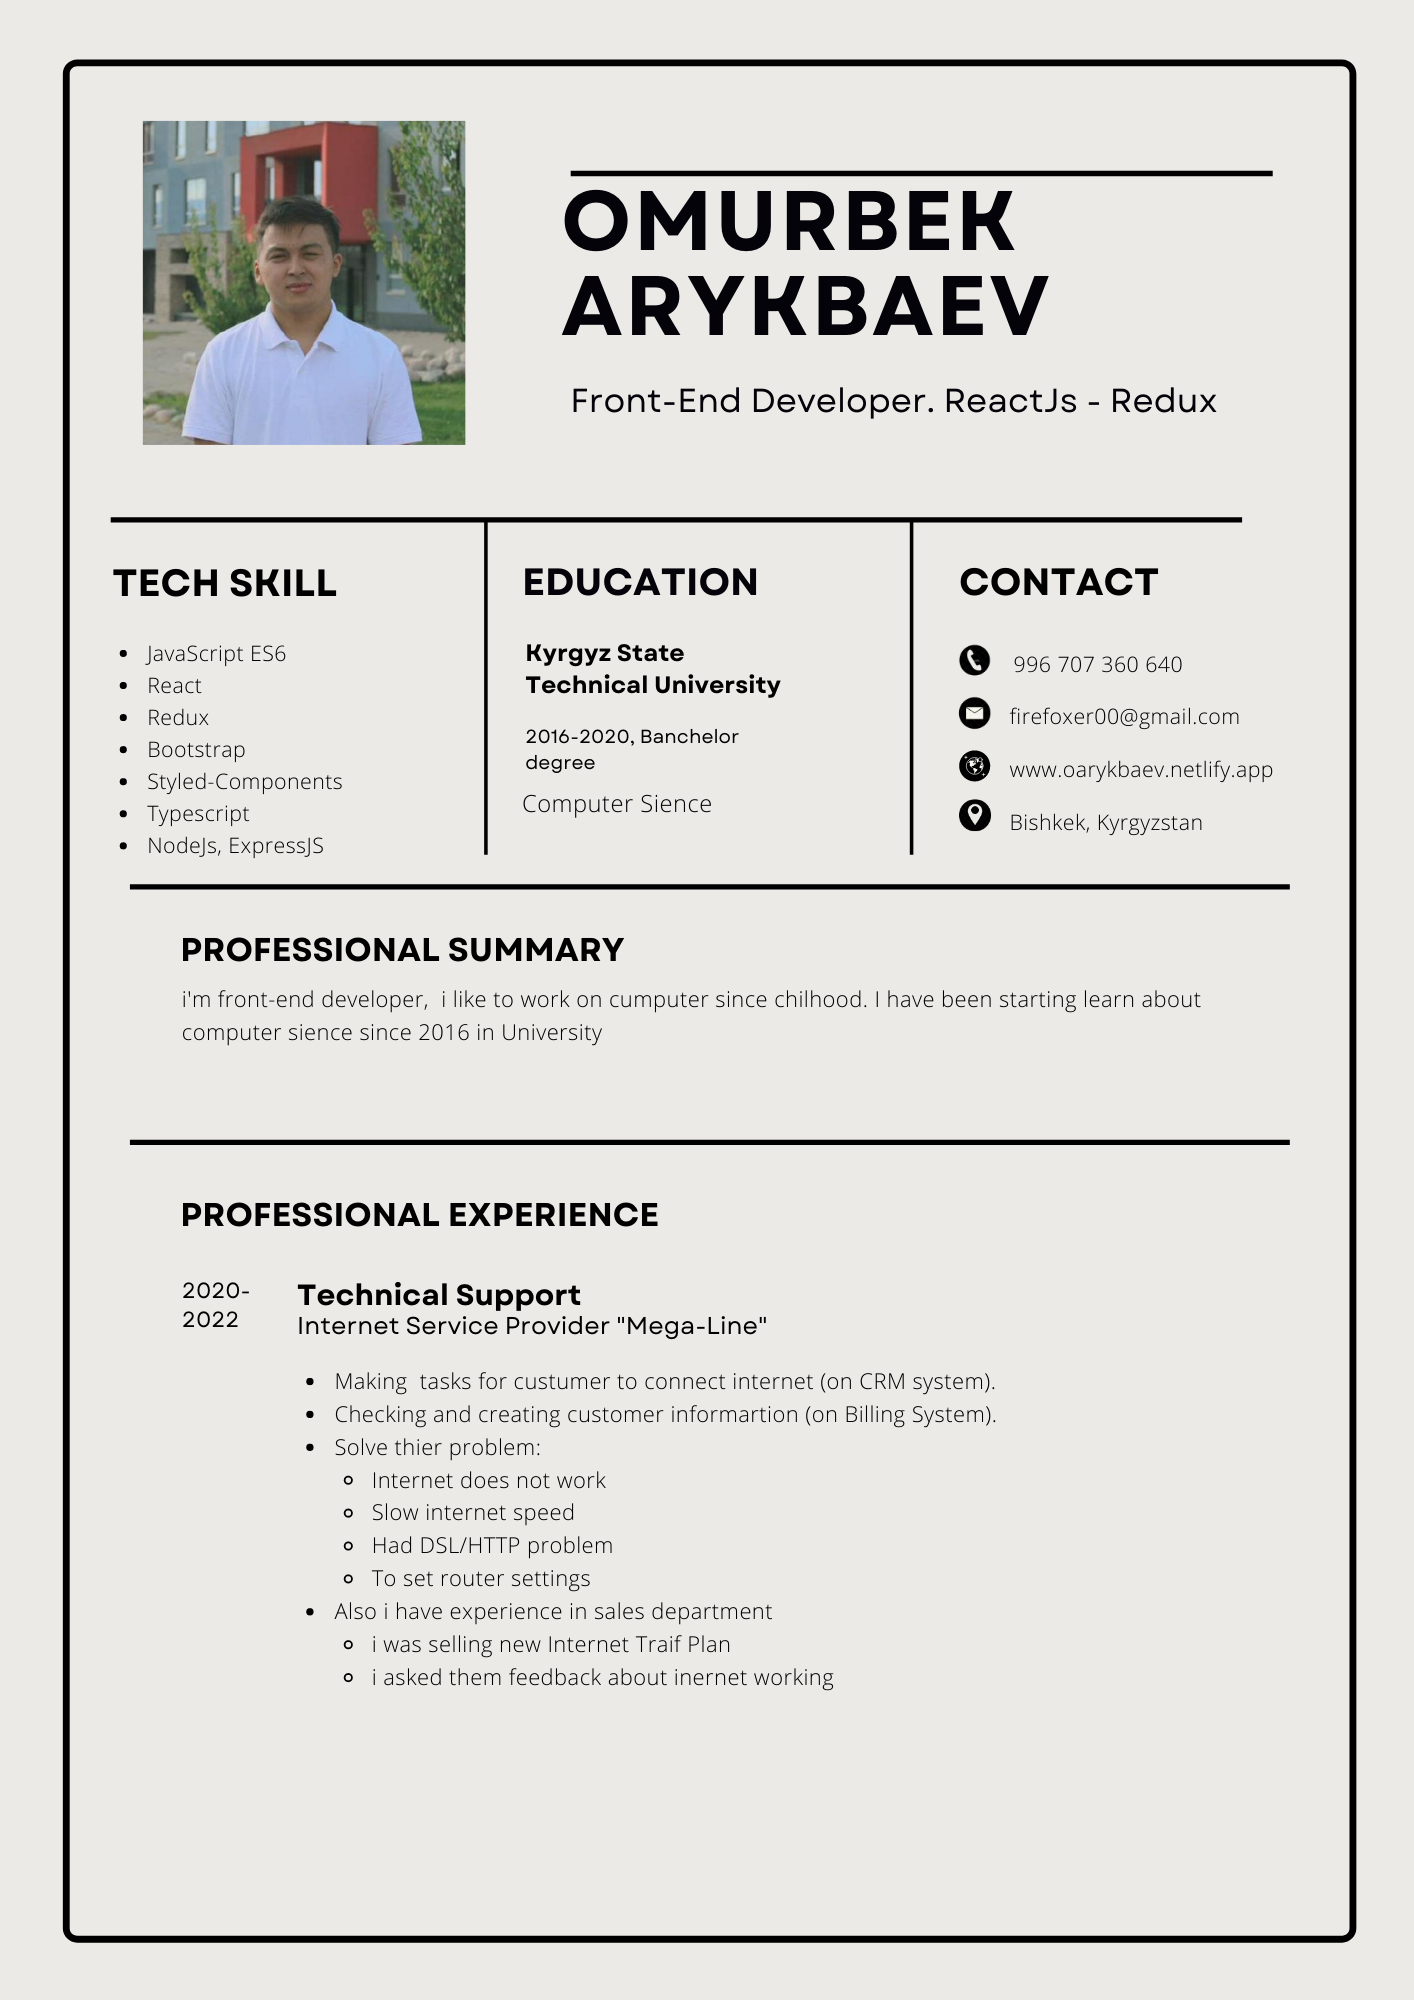 OMURBEK
ARYKBAEV
Front-End Developer. ReactJs - Redux
TECH SKILL
JavaScript ES6
React
Redux
Bootstrap
Styled-Components
Typescript
NodeJs, ExpressJS
EDUCATION
Kyrgyz State
Technical University
2016-2020, Banchelor
degree
Computer Sience
CONTACT
996 707 360 640
firefoxer00@gmail.com
www.oarykbaev.netlify.app
Bishkek, Kyrgyzstan
PROFESSIONAL SUMMARY
i'm front-end developer,  i like to work on cumputer since chilhood. I have been starting learn about
computer sience since 2016 in University
PROFESSIONAL EXPERIENCE
2020-
2022
Technical Support
Internet Service Provider "Mega-Line"
Making  tasks for custumer to connect internet (on CRM system).
Checking and creating customer informartion (on Billing System).
Solve thier problem:
Internet does not work
Slow internet speed
Had DSL/HTTP problem
To set router settings
Also i have experience in sales department
i was selling new Internet Traif Plan
i asked them feedback about inernet working